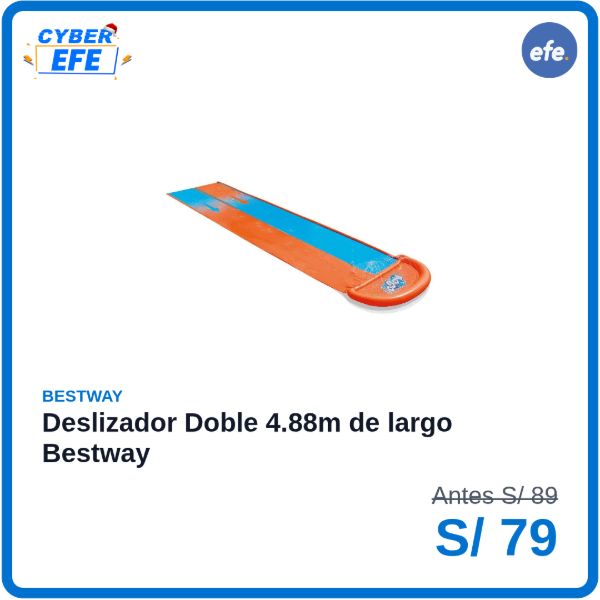 CYBER
EFE
efe.
BESTWAY
Deslizador Doble 4.88m de largo
Bestway
Antes S/ 89
S/ 79